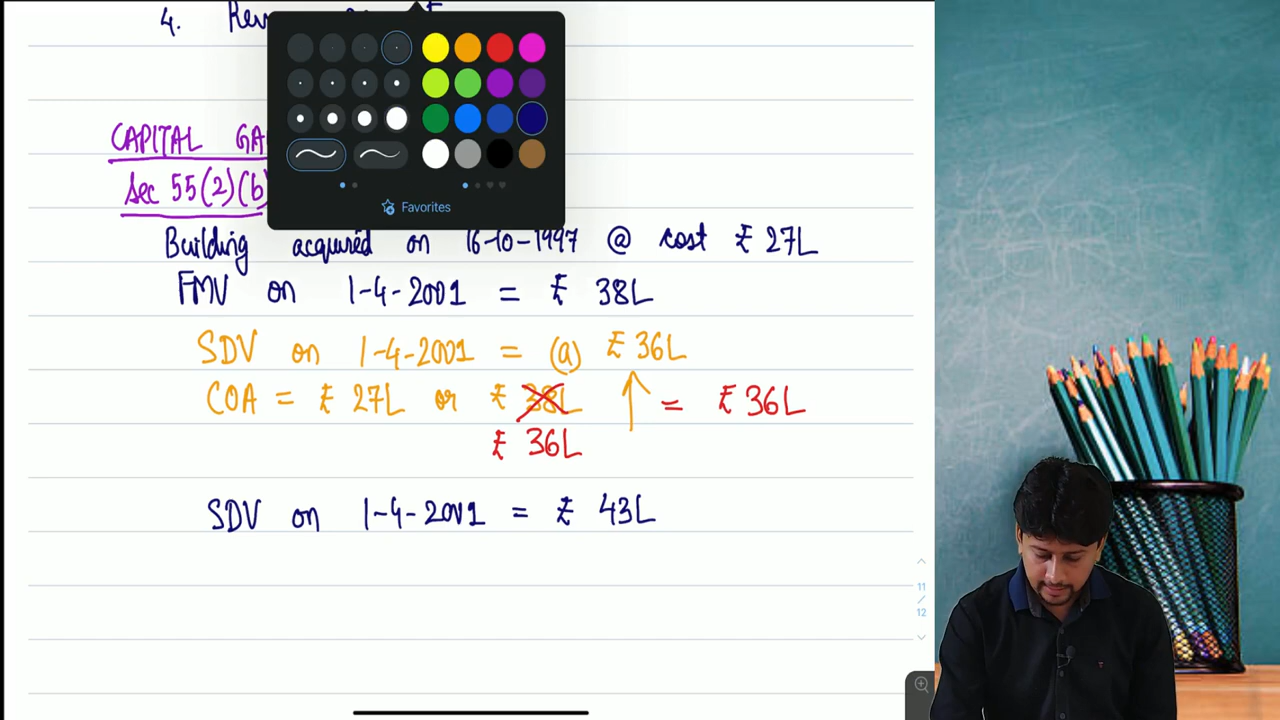 4.
Favorites
CAPITAL
Sec 55(2)(b)
Building acquired on 16-10-1997 @ cost ₹ 27L
FMV on 1-4-2001 = ₹ 38L
SDV on 1-4-2001 = (a) ₹ 36L
COA = ₹ 27L or ₹ 38L = ₹ 36L
₹ 36L
SDV on 1-4-2001 = ₹ 43L
11
/
12